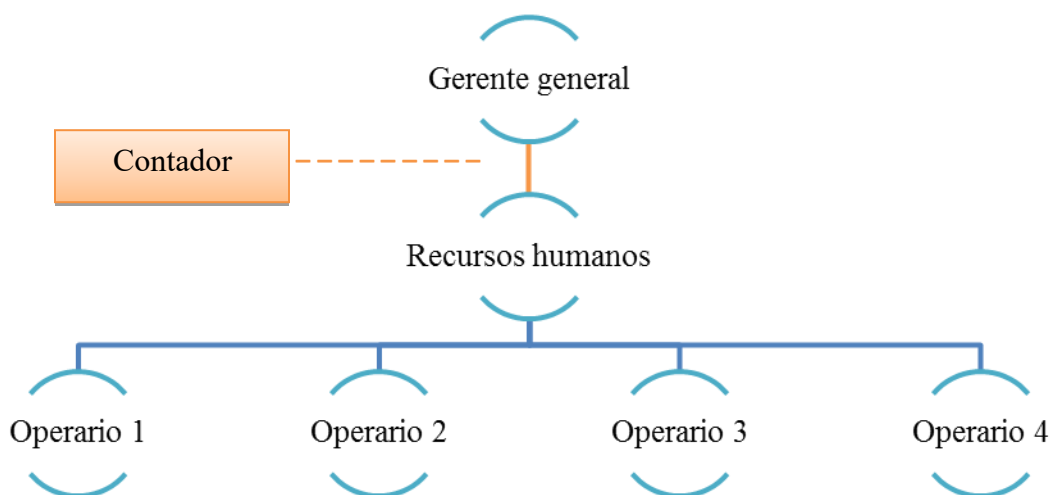 Gerente general
Contador
Recursos humanos
Operario 1
Operario 2
Operario 3
Operario 4